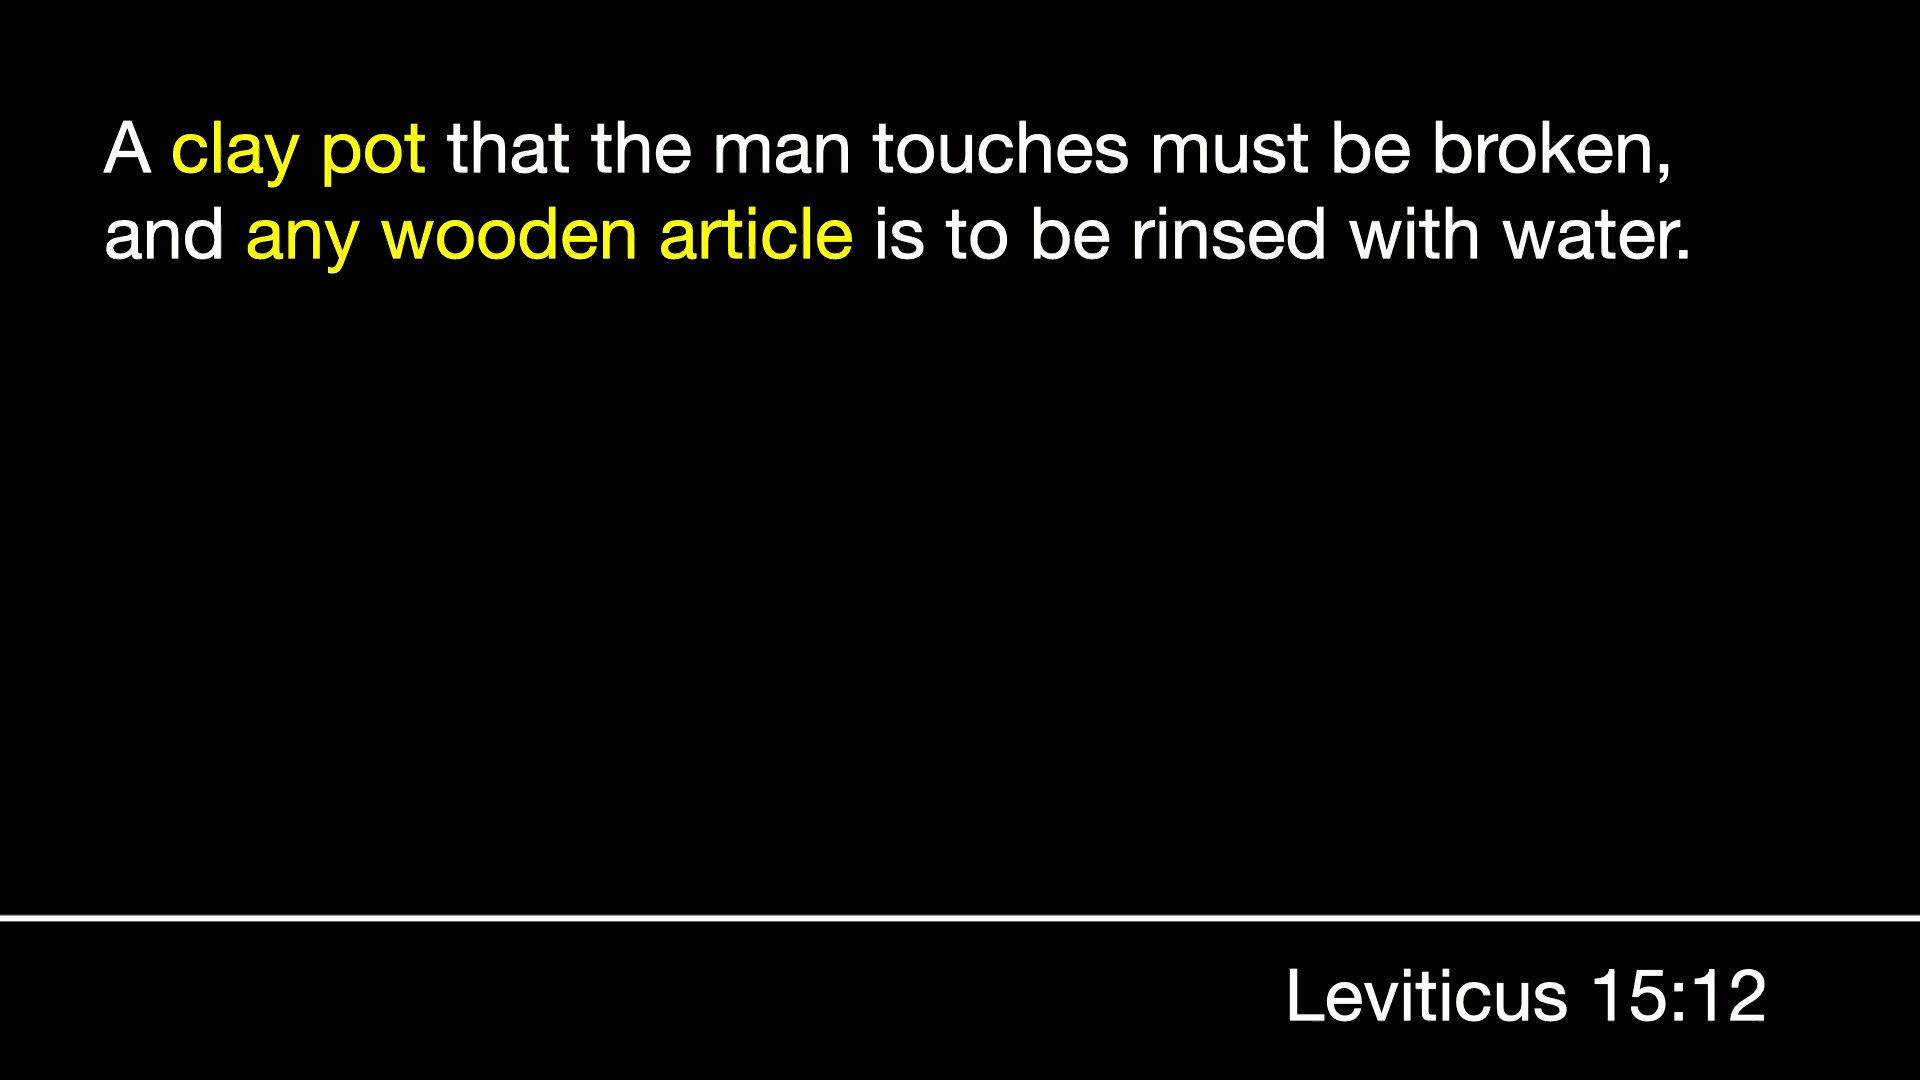 A clay pot that the man touches must be broken,
and any wooden article is to be rinsed with water.
Leviticus 15:12